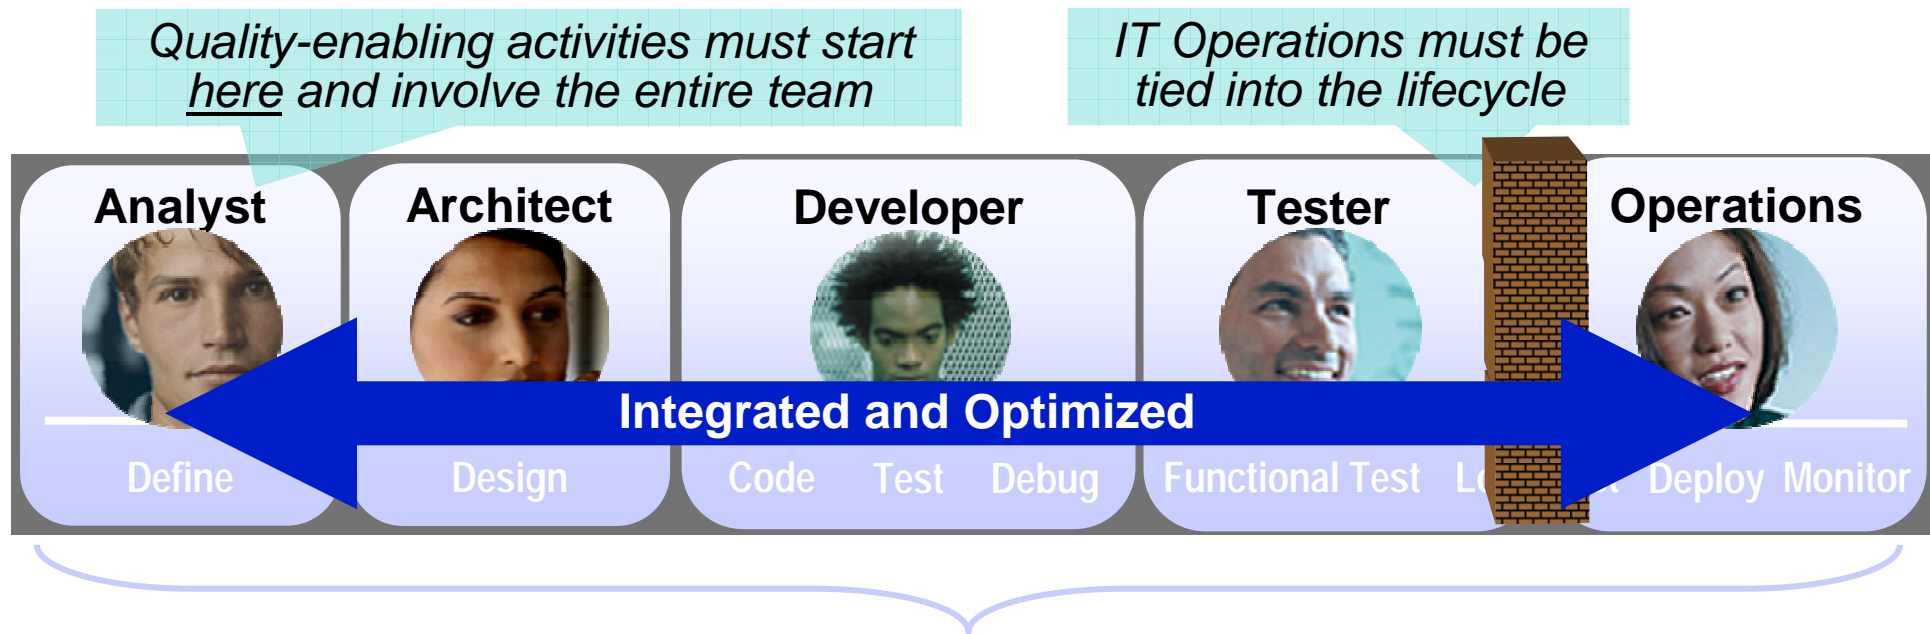 Quality-enabling activities must start
here and involve the entire team
IT Operations must be
tied into the lifecycle
Analyst
Architect
Developer
Tester
Operations
Integrated and Optimized
Define
Design
Code Test Debug
Functional Test
Deploy Monitor